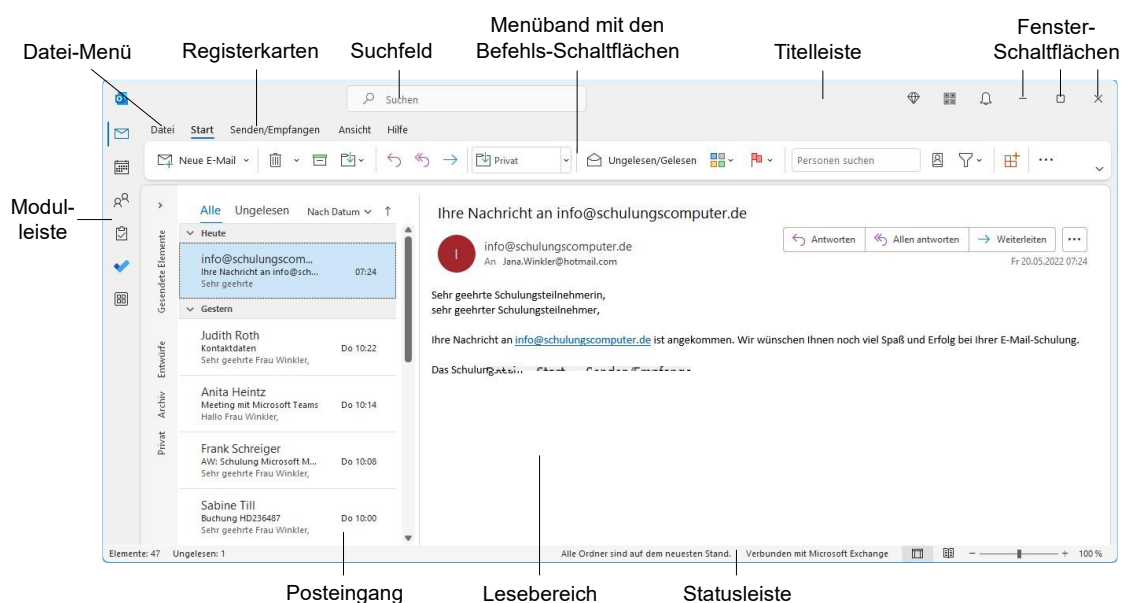 Menüband mit den
Befehls-Schaltflächen
Fenster-
Schaltflächen
Datei-Menü Registerkarten Suchfeld Titelleiste
Suchen
Datei Start Senden/Empfangen Ansicht Hilfe
Neue E-Mail Privat Ungelesen/Gelesen Personen suchen
Modul-
leiste
Gesendete Elemente
Entwürfe
Archiv
Privat
Alle Ungelesen Nach Datum
Heute
info@schulungscom...
Ihre Nachricht an info@sch... 07:24
Sehr geehrte
Gestern
Judith Roth
Kontaktdaten Do 10:22
Sehr geehrte Frau Winkler,
Anita Heintz
Meeting mit Microsoft Teams Do 10:14
Hallo Frau Winkler,
Frank Schreiger
AW: Schulung Microsoft M... Do 10:08
Sehr geehrte Frau Winkler,
Sabine Till
Buchung HD236487 Do 10:00
Sehr geehrte Frau Winkler,
Ihre Nachricht an info@schulungscomputer.de
I
info@schulungscomputer.de
An Jana.Winkler@hotmail.com
Antworten Allen antworten Weiterleiten
Fr 20.05.2022 07:24
Sehr geehrte Schulungsteilnehmerin,
sehr geehrter Schulungsteilnehmer,
Ihre Nachricht an info@schulungscomputer.de ist angekommen. Wir wünschen Ihnen noch viel Spaß und Erfolg bei Ihrer E-Mail-Schulung.
Das
Elemente: 47 Ungelesen: 1 Alle Ordner sind auf dem neuesten Stand. Verbunden mit Microsoft Exchange 100 %
Posteingang Lesebereich Statusleiste